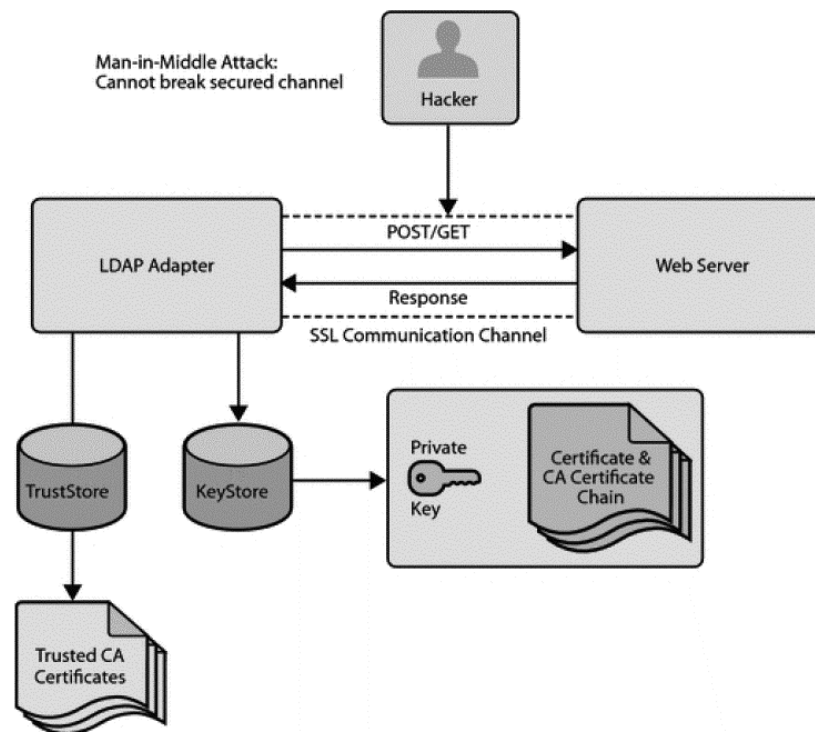 Man-in-Middle Attack:
Cannot break secured channel
Hacker
LDAP Adapter
POST/GET
Response
SSL Communication Channel
Web Server
TrustStore
KeyStore
Private
Key
Certificate &
CA Certificate
Chain
Trusted CA
Certificates